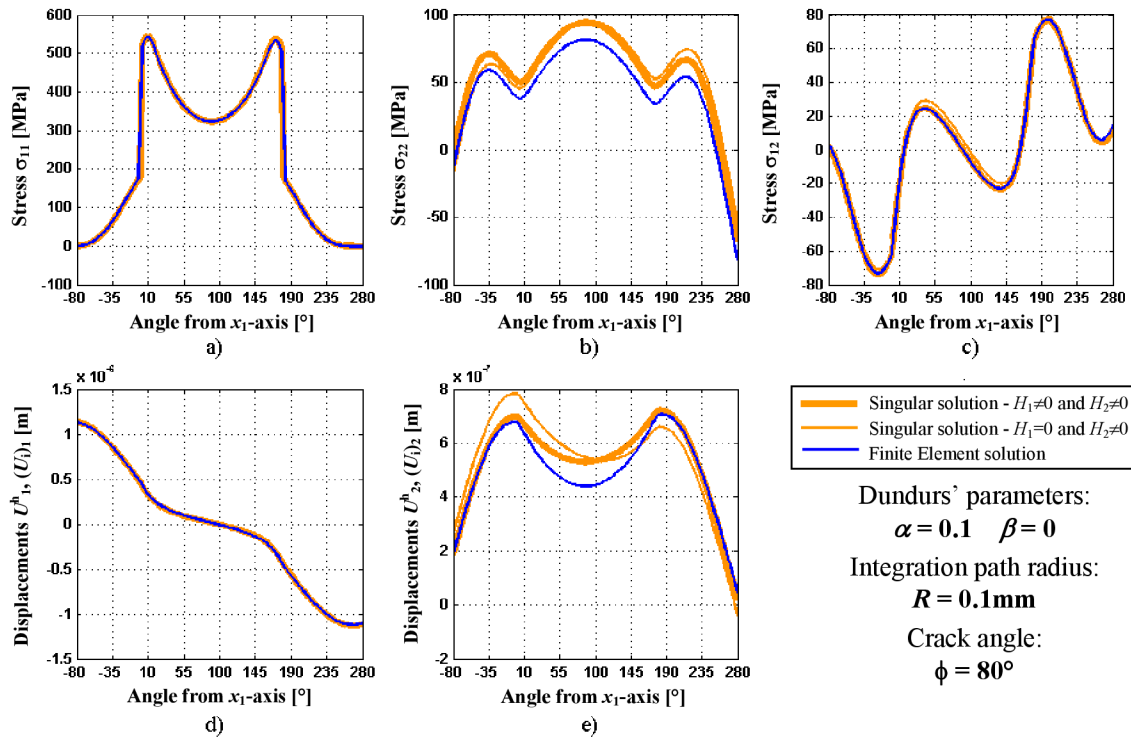 600
500
400
300
200
100
0
-100
Stress σ11 [MPa]
-80 -35 10 55 100 145 190 235 280
Angle from x1-axis [°]
a)
100
50
0
-50
-100
Stress σ22 [MPa]
-80 -35 10 55 100 145 190 235 280
Angle from x1-axis [°]
b)
80
60
40
20
0
-20
-40
-60
-80
Stress σ12 [MPa]
-80 -35 10 55 100 145 190 235 280
Angle from x1-axis [°]
c)
x 10⁻⁶
1.5
1
0.5
0
-0.5
-1
-1.5
Displacements Uʰ1, (Ui)1 [m]
-80 -35 10 55 100 145 190 235 280
Angle from x1-axis [°]
d)
x 10⁻⁷
8
6
4
2
0
-2
Displacements Uʰ2, (Ui)2 [m]
-80 -35 10 55 100 145 190 235 280
Angle from x1-axis [°]
e)
Singular solution - H1≠0 and H2≠0
Singular solution - H1=0 and H2≠0
Finite Element solution
Dundurs’ parameters:
α = 0.1 β = 0
Integration path radius:
R = 0.1mm
Crack angle:
ϕ = 80°